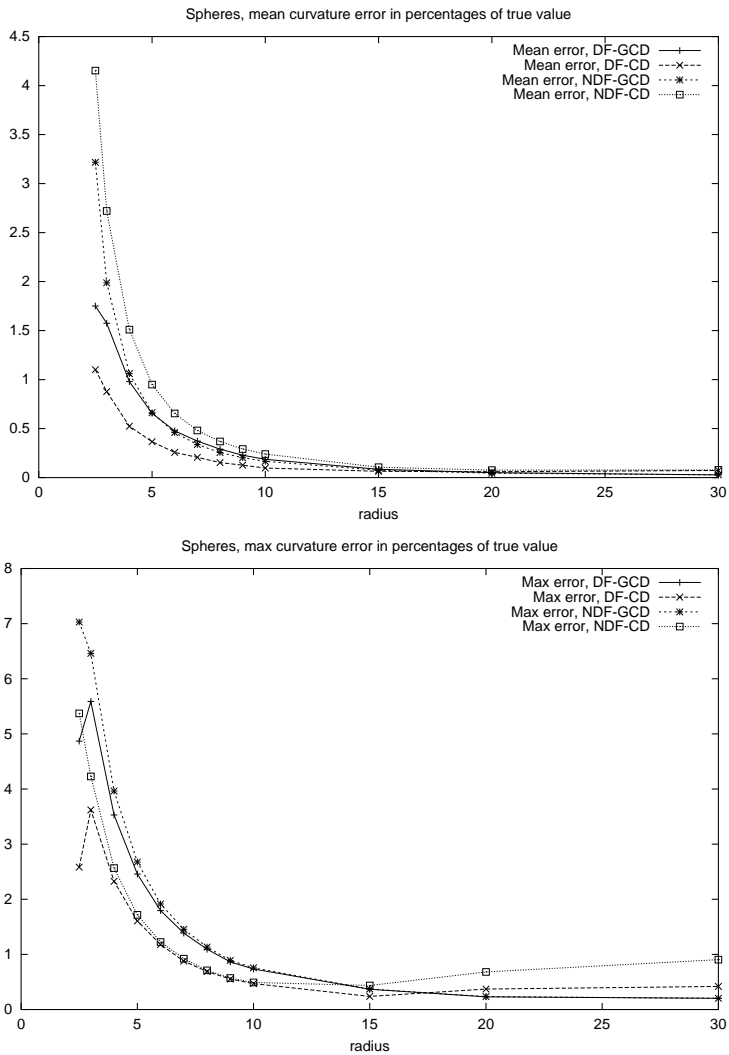 Spheres, mean curvature error in percentages of true value
4.5
4
3.5
3
2.5
2
1.5
1
0.5
0
0 5 10 15 20 25 30
radius
Mean error, DF-GCD
Mean error, DF-CD
Mean error, NDF-GCD
Mean error, NDF-CD
Spheres, max curvature error in percentages of true value
8
7
6
5
4
3
2
1
0
0 5 10 15 20 25 30
radius
Max error, DF-GCD
Max error, DF-CD
Max error, NDF-GCD
Max error, NDF-CD